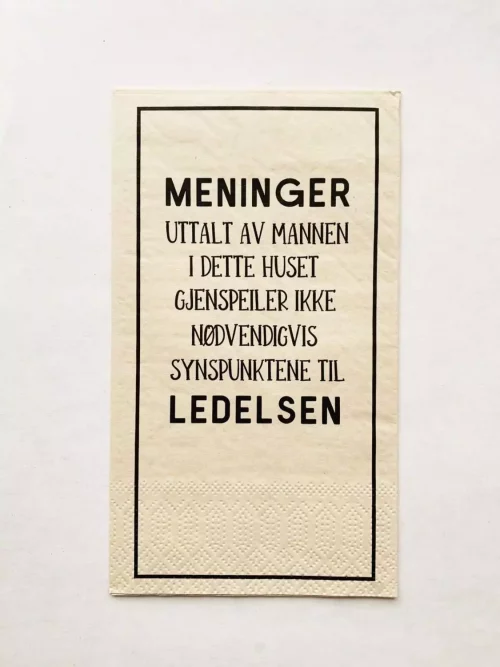 MENINGER
UTTALT AV MANNEN
I DETTE HUSET
GJENSPEILER IKKE
NØDVENDIGVIS
SYNSPUNKTENE TIL
LEDELSEN